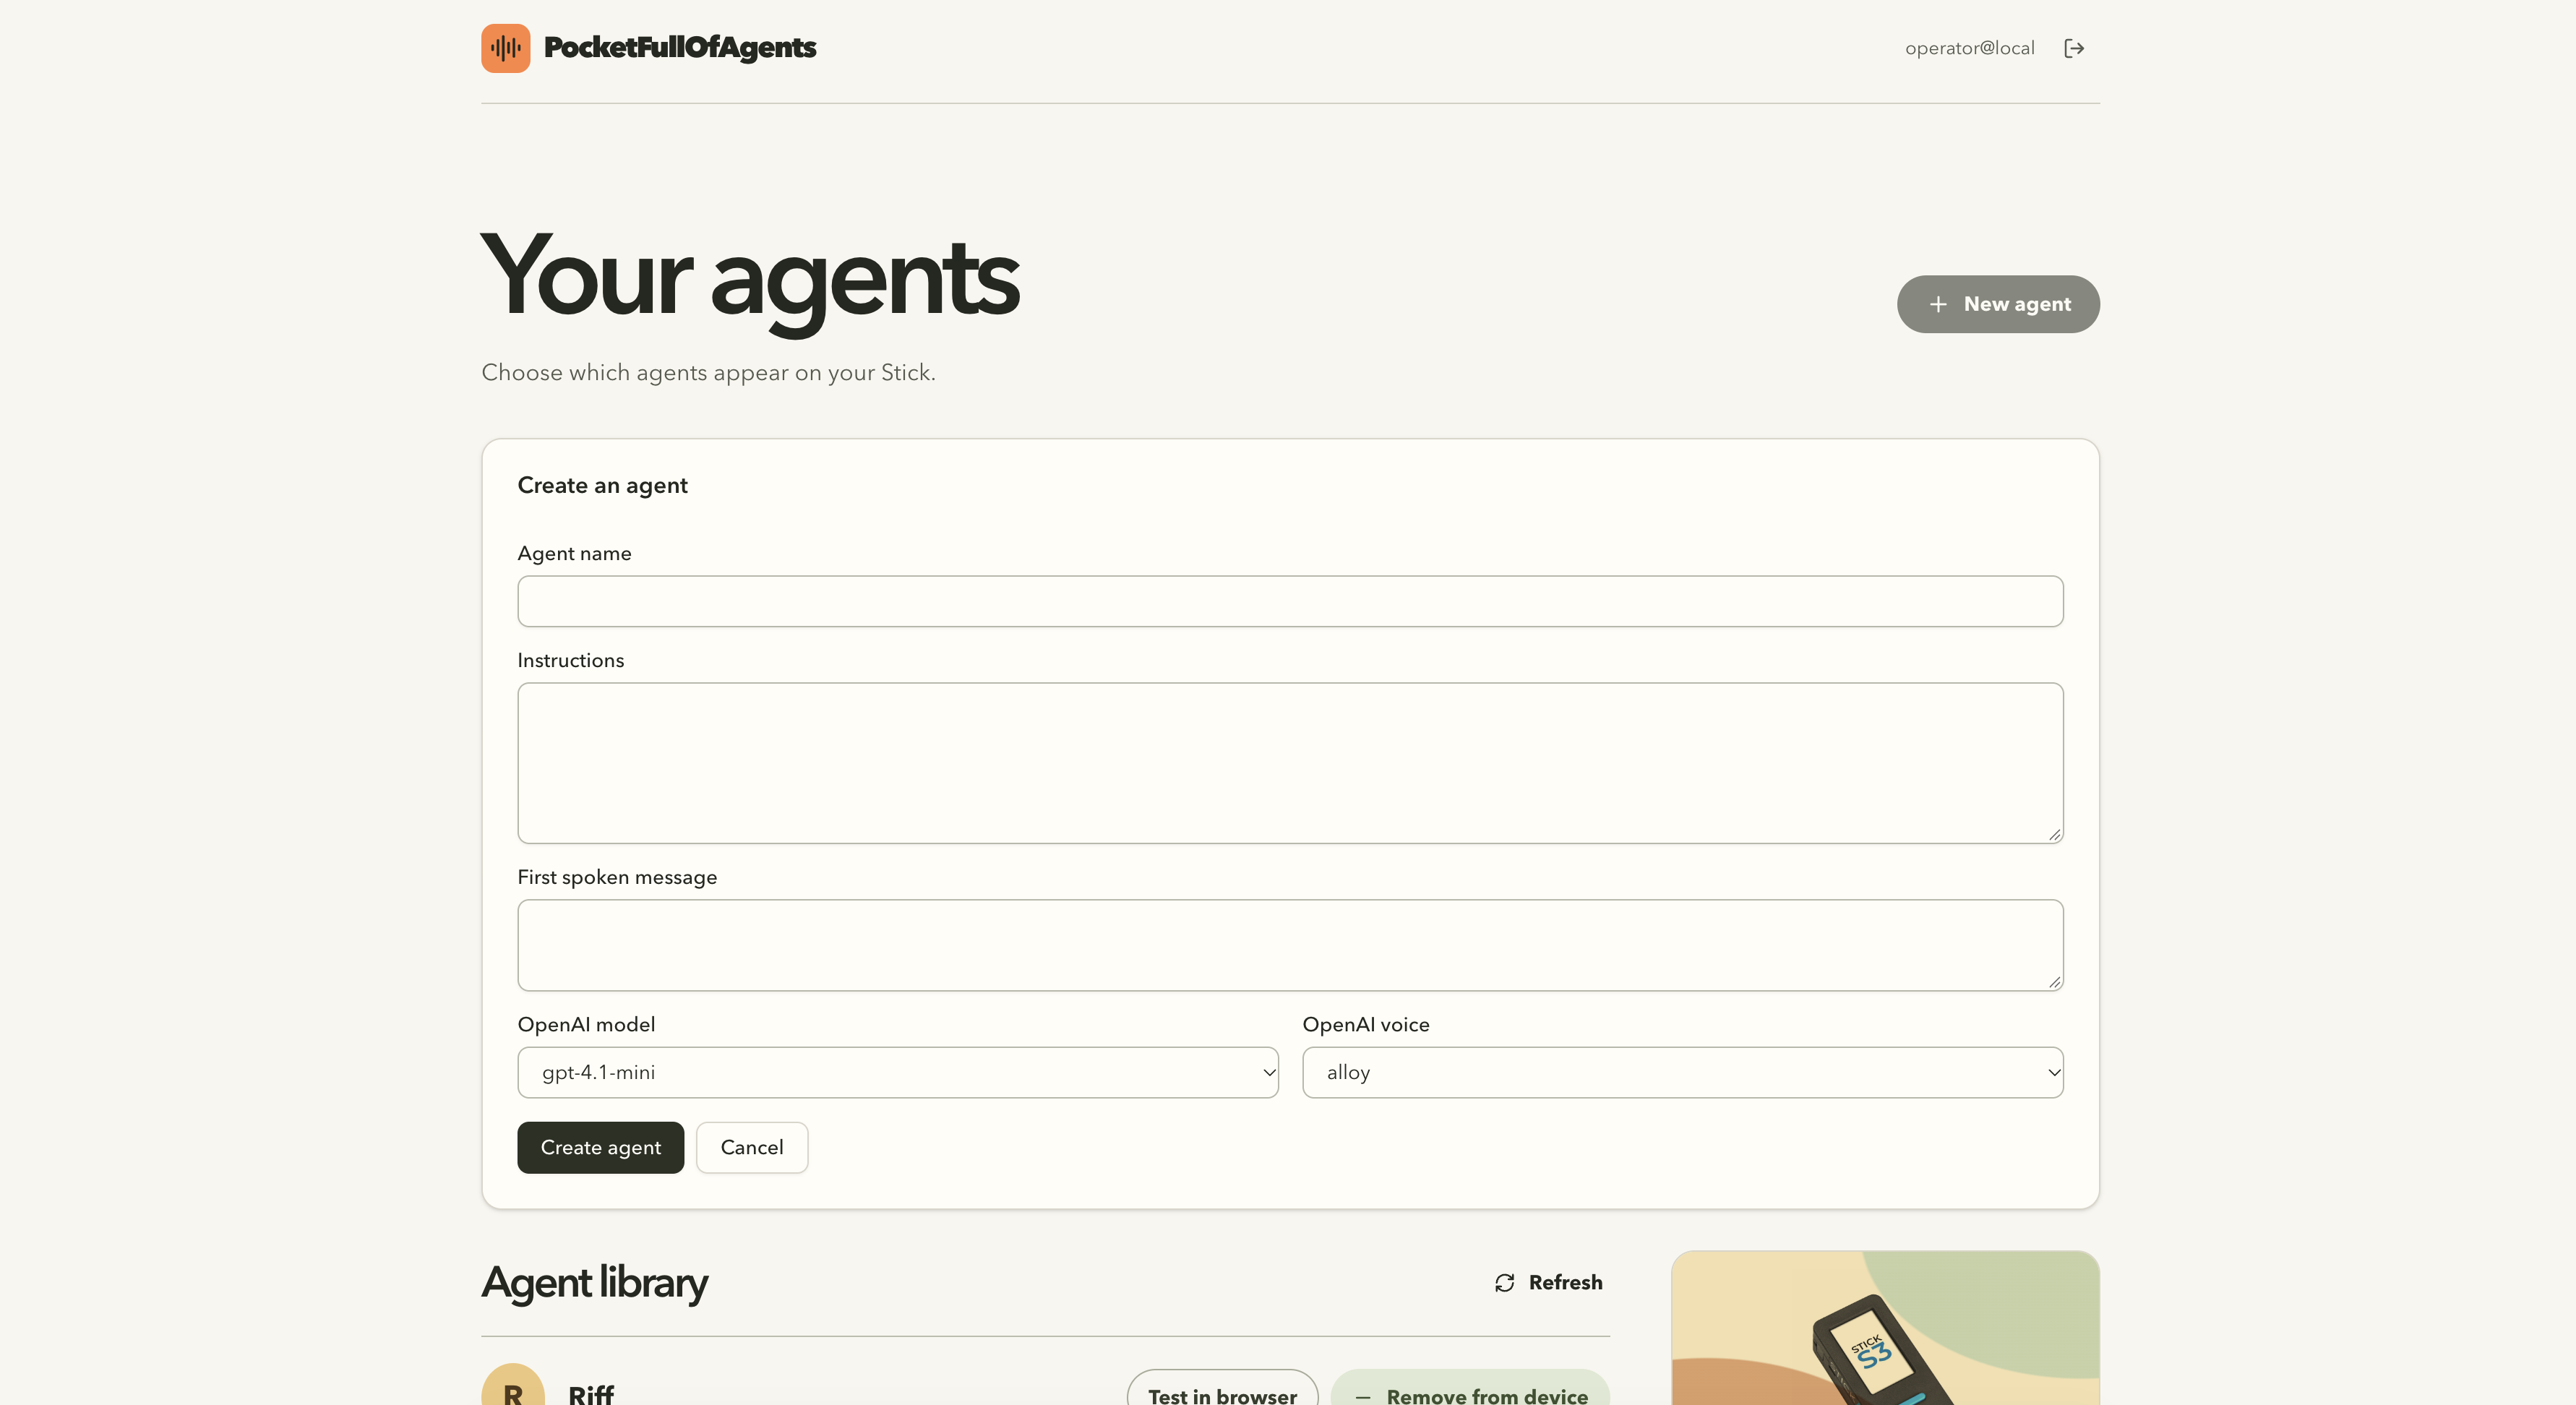 PocketFullOfAgents
operator@local
Your agents
New agent
Choose which agents appear on your Stick.
Create an agent
Agent name
Instructions
First spoken message
OpenAI model
OpenAI voice
gpt-4.1-mini
alloy
Create agent
Cancel
Agent library
Refresh
STICK
S3
R
Riff
Test in browser
Remove from device